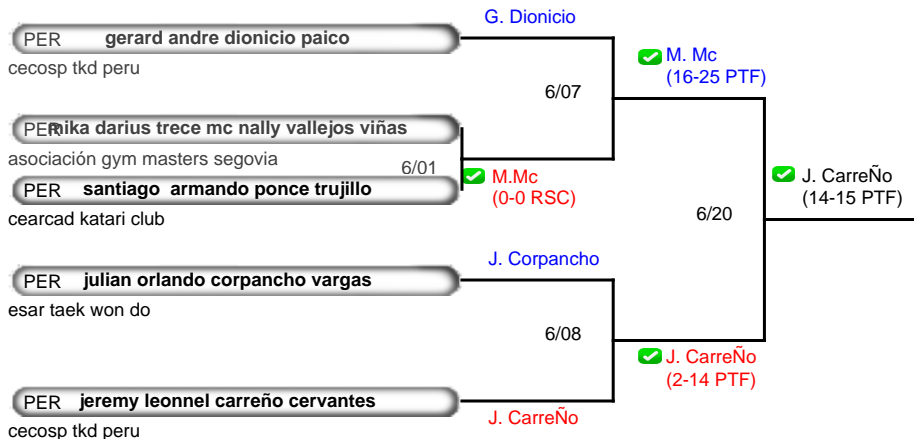 G. Dionicio
PER gerard andre dionicio paico
cecosp tkd peru
M. Mc
(16-25 PTF)
6/07
PER mika darius trece mc nally vallejos viñas
asociación gym masters segovia
6/01
M.Mc
(0-0 RSC)
PER santiago armando ponce trujillo
cearcad katari club
J. CarreÑo
(14-15 PTF)
6/20
J. Corpancho
PER julian orlando corpancho vargas
esar taek won do
6/08
J. CarreÑo
(2-14 PTF)
PER jeremy leonnel carreño cervantes
J. CarreÑo
cecosp tkd peru